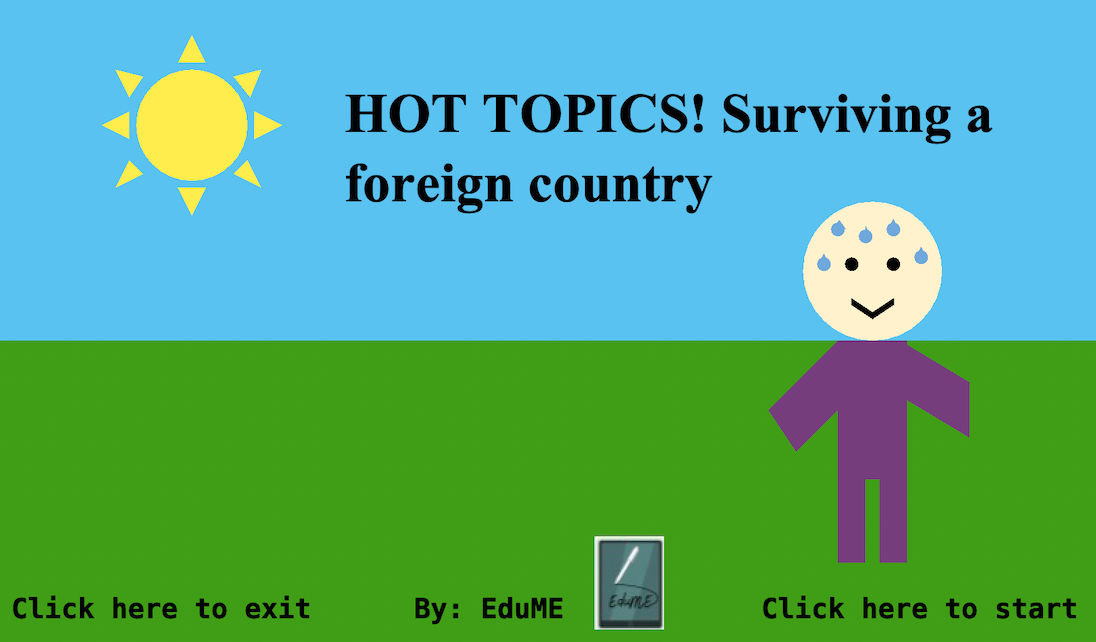 HOT TOPICS! Surviving a
foreign country
Click here to exit
By: EduME
EduME
Click here to start